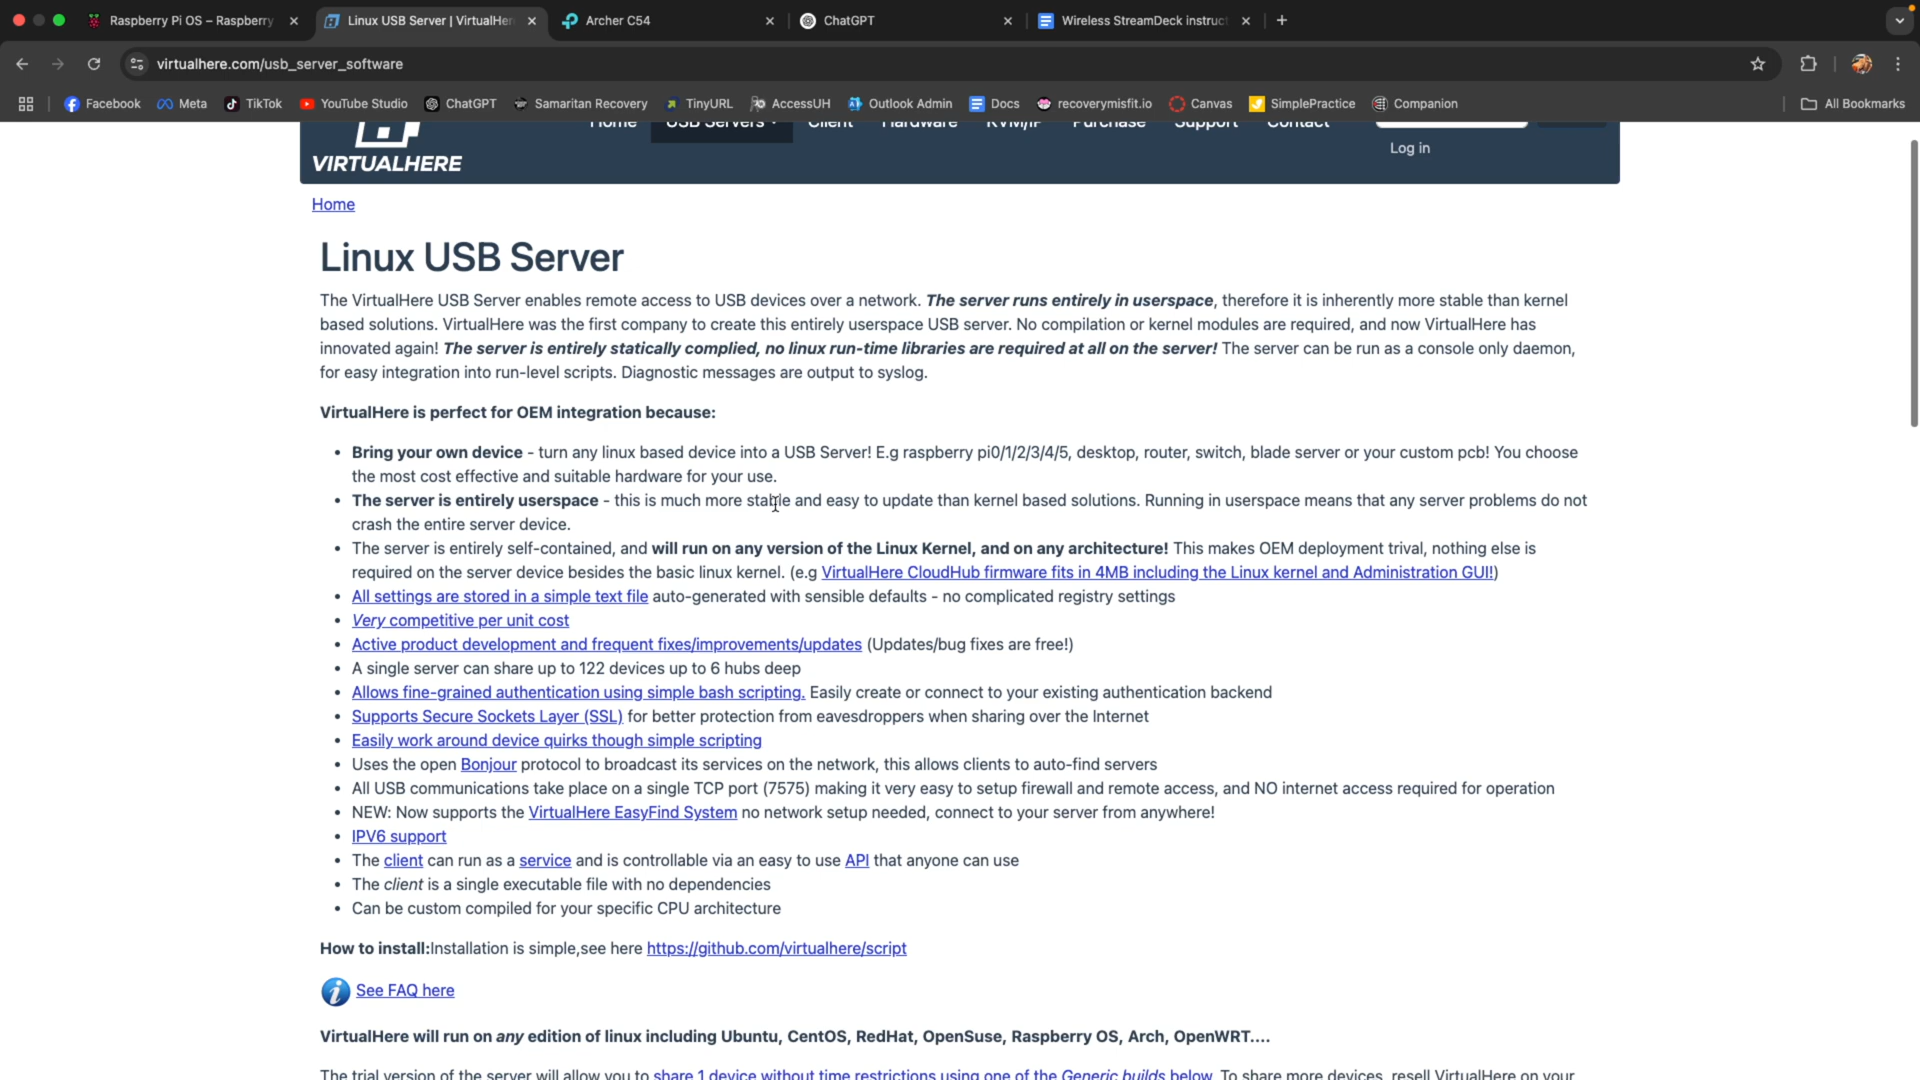 Raspberry Pi OS – Raspberry
Linux USB Server | VirtualHer
Archer C54
ChatGPT
Wireless StreamDeck instruct
virtualhere.com/usb_server_software
Facebook
Meta
TikTok
YouTube Studio
ChatGPT
Samaritan Recovery
TinyURL
AccessUH
Outlook Admin
Docs
recoverymisfit.io
Canvas
SimplePractice
Companion
All Bookmarks
VIRTUALHERE
Home
USB Servers
Client
Hardware
KVM/IP
Purchase
Support
Contact
Log in
Home
Linux USB Server
The VirtualHere USB Server enables remote access to USB devices over a network. The server runs entirely in userspace, therefore it is inherently more stable than kernel
based solutions. VirtualHere was the first company to create this entirely userspace USB server. No compilation or kernel modules are required, and now VirtualHere has
innovated again! The server is entirely statically complied, no linux run-time libraries are required at all on the server! The server can be run as a console only daemon,
for easy integration into run-level scripts. Diagnostic messages are output to syslog.
VirtualHere is perfect for OEM integration because:
• Bring your own device - turn any linux based device into a USB Server! E.g raspberry pi0/1/2/3/4/5, desktop, router, switch, blade server or your custom pcb! You choose
the most cost effective and suitable hardware for your use.
• The server is entirely userspace - this is much more stable and easy to update than kernel based solutions. Running in userspace means that any server problems do not
crash the entire server device.
• The server is entirely self-contained, and will run on any version of the Linux Kernel, and on any architecture! This makes OEM deployment trival, nothing else is
required on the server device besides the basic linux kernel. (e.g VirtualHere CloudHub firmware fits in 4MB including the Linux kernel and Administration GUI!)
• All settings are stored in a simple text file auto-generated with sensible defaults - no complicated registry settings
• Very competitive per unit cost
• Active product development and frequent fixes/improvements/updates (Updates/bug fixes are free!)
• A single server can share up to 122 devices up to 6 hubs deep
• Allows fine-grained authentication using simple bash scripting. Easily create or connect to your existing authentication backend
• Supports Secure Sockets Layer (SSL) for better protection from eavesdroppers when sharing over the Internet
• Easily work around device quirks though simple scripting
• Uses the open Bonjour protocol to broadcast its services on the network, this allows clients to auto-find servers
• All USB communications take place on a single TCP port (7575) making it very easy to setup firewall and remote access, and NO internet access required for operation
• NEW: Now supports the VirtualHere EasyFind System no network setup needed, connect to your server from anywhere!
• IPV6 support
• The client can run as a service and is controllable via an easy to use API that anyone can use
• The client is a single executable file with no dependencies
• Can be custom compiled for your specific CPU architecture
How to install:Installation is simple,see here https://github.com/virtualhere/script
See FAQ here
VirtualHere will run on any edition of linux including Ubuntu, CentOS, RedHat, OpenSuse, Raspberry OS, Arch, OpenWRT....
The trial version of the server will allow you to share 1 device without time restrictions using one of the Generic builds below. To share more devices, resell VirtualHere on your